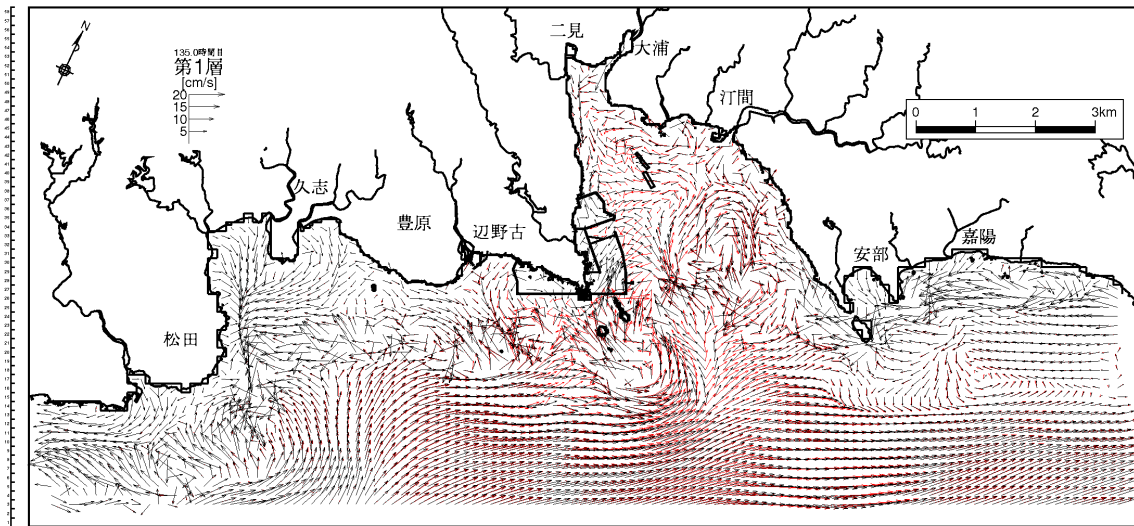 N
135.0時間目
第1層
[cm/s]
20
15
10
5
二見
大浦
汀間
0 1 2 3km
久志
豊原
辺野古
安部
嘉陽
松田